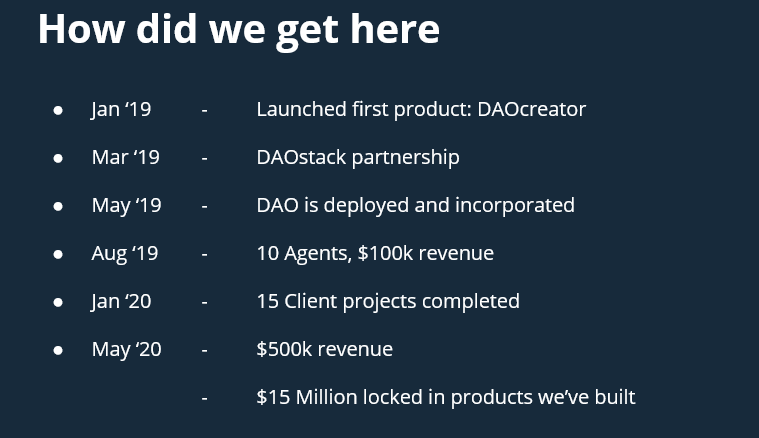 How did we get here
● Jan ‘19 - Launched first product: DAOcreator
● Mar ‘19 - DAOstack partnership
● May ‘19 - DAO is deployed and incorporated
● Aug ‘19 - 10 Agents, $100k revenue
● Jan ‘20 - 15 Client projects completed
● May ‘20 - $500k revenue
- $15 Million locked in products we’ve built